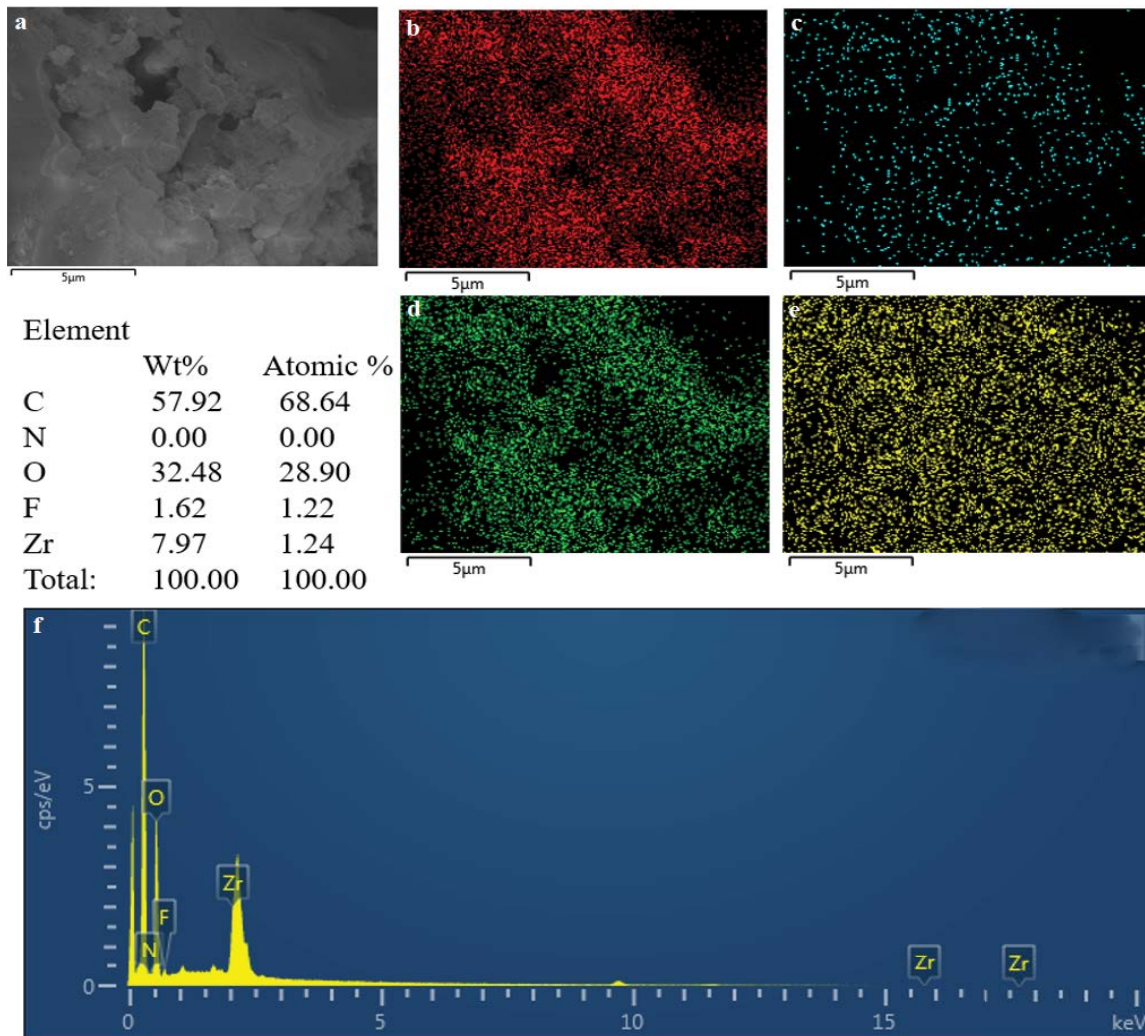 a
b
c
5µm
5µm
5µm
d
e
5µm
5µm
Element
Wt% Atomic %
C 57.92 68.64
N 0.00 0.00
O 32.48 28.90
F 1.62 1.22
Zr 7.97 1.24
Total: 100.00 100.00
f
C
O
Zr
F
N
Zr Zr
5
0
cps/eV
0 5 10 15 keV